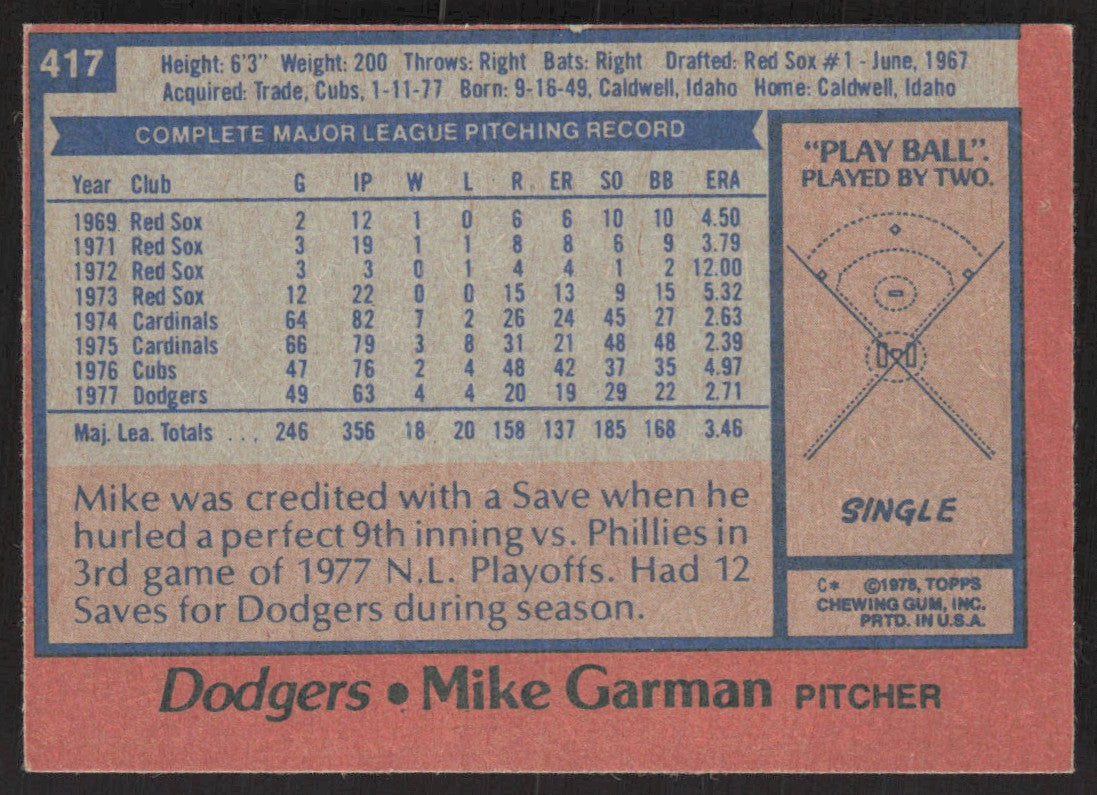 417
Height: 6'3" Weight: 200 Throws: Right Bats: Right Drafted: Red Sox #1 - June, 1967
Acquired: Trade, Cubs, 1-11-77 Born: 9-16-49, Caldwell, Idaho Home: Caldwell, Idaho
COMPLETE MAJOR LEAGUE PITCHING RECORD
Year Club G IP W L R ER SO BB ERA
1969 Red Sox 2 12 1 0 6 6 10 10 4.50
1971 Red Sox 3 19 1 1 8 8 6 9 3.79
1972 Red Sox 3 3 0 1 4 4 1 2 12.00
1973 Red Sox 12 22 0 0 15 13 9 15 5.32
1974 Cardinals 64 82 7 2 26 24 45 27 2.63
1975 Cardinals 66 79 3 8 31 21 48 48 2.39
1976 Cubs 47 76 2 4 48 42 37 35 4.97
1977 Dodgers 49 63 4 4 20 19 29 22 2.71
Maj. Lea. Totals ... 246 356 18 20 158 137 185 168 3.46
Mike was credited with a Save when he
hurled a perfect 9th inning vs. Phillies in
3rd game of 1977 N.L. Playoffs. Had 12
Saves for Dodgers during season.
"PLAY BALL".
PLAYED BY TWO.
SINGLE
C* ©1978, TOPPS
CHEWING GUM, INC.
PRTD. IN U.S.A.
Dodgers • Mike Garman PITCHER